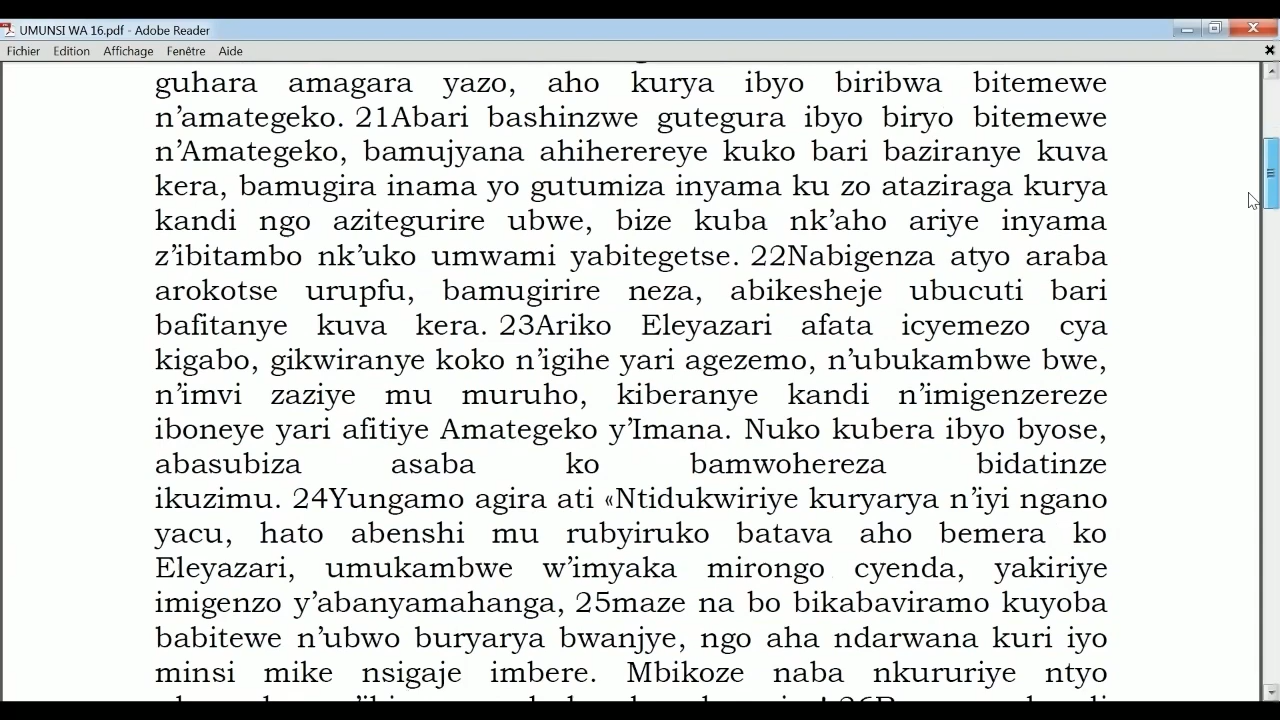 UMUNSI WA 16.pdf - Adobe Reader
Fichier Edition Affichage Fenêtre Aide
guhara amagara yazo, aho kurya ibyo biribwa bitemewe
n’amategeko. 21Abari bashinzwe gutegura ibyo biryo bitemewe
n’Amategeko, bamujyana ahiherereye kuko bari baziranye kuva
kera, bamugira inama yo gutumiza inyama ku zo ataziraga kurya
kandi ngo azitegurire ubwe, bize kuba nk’aho ariye inyama
z’ibitambo nk’uko umwami yabitegetse. 22Nabigenza atyo araba
arokotse urupfu, bamugirire neza, abikesheje ubucuti bari
bafitanye kuva kera. 23Ariko Eleyazari afata icyemezo cya
kigabo, gikwiranye koko n’igihe yari agezemo, n’ubukambwe bwe,
n’imvi zaziye mu muruho, kiberanye kandi n’imigenzereze
iboneye yari afitiye Amategeko y’Imana. Nuko kubera ibyo byose,
abasubiza asaba ko bamwohereza bidatinze
ikuzimu. 24Yungamo agira ati «Ntidukwiriye kuryarya n’iyi ngano
yacu, hato abenshi mu rubyiruko batava aho bemera ko
Eleyazari, umukambwe w’imyaka mirongo cyenda, yakiriye
imigenzo y’abanyamahanga, 25maze na bo bikabaviramo kuyoba
babitewe n’ubwo buryarya bwanjye, ngo aha ndarwana kuri iyo
minsi mike nsigaje imbere. Mbikoze naba nkururiye ntyo